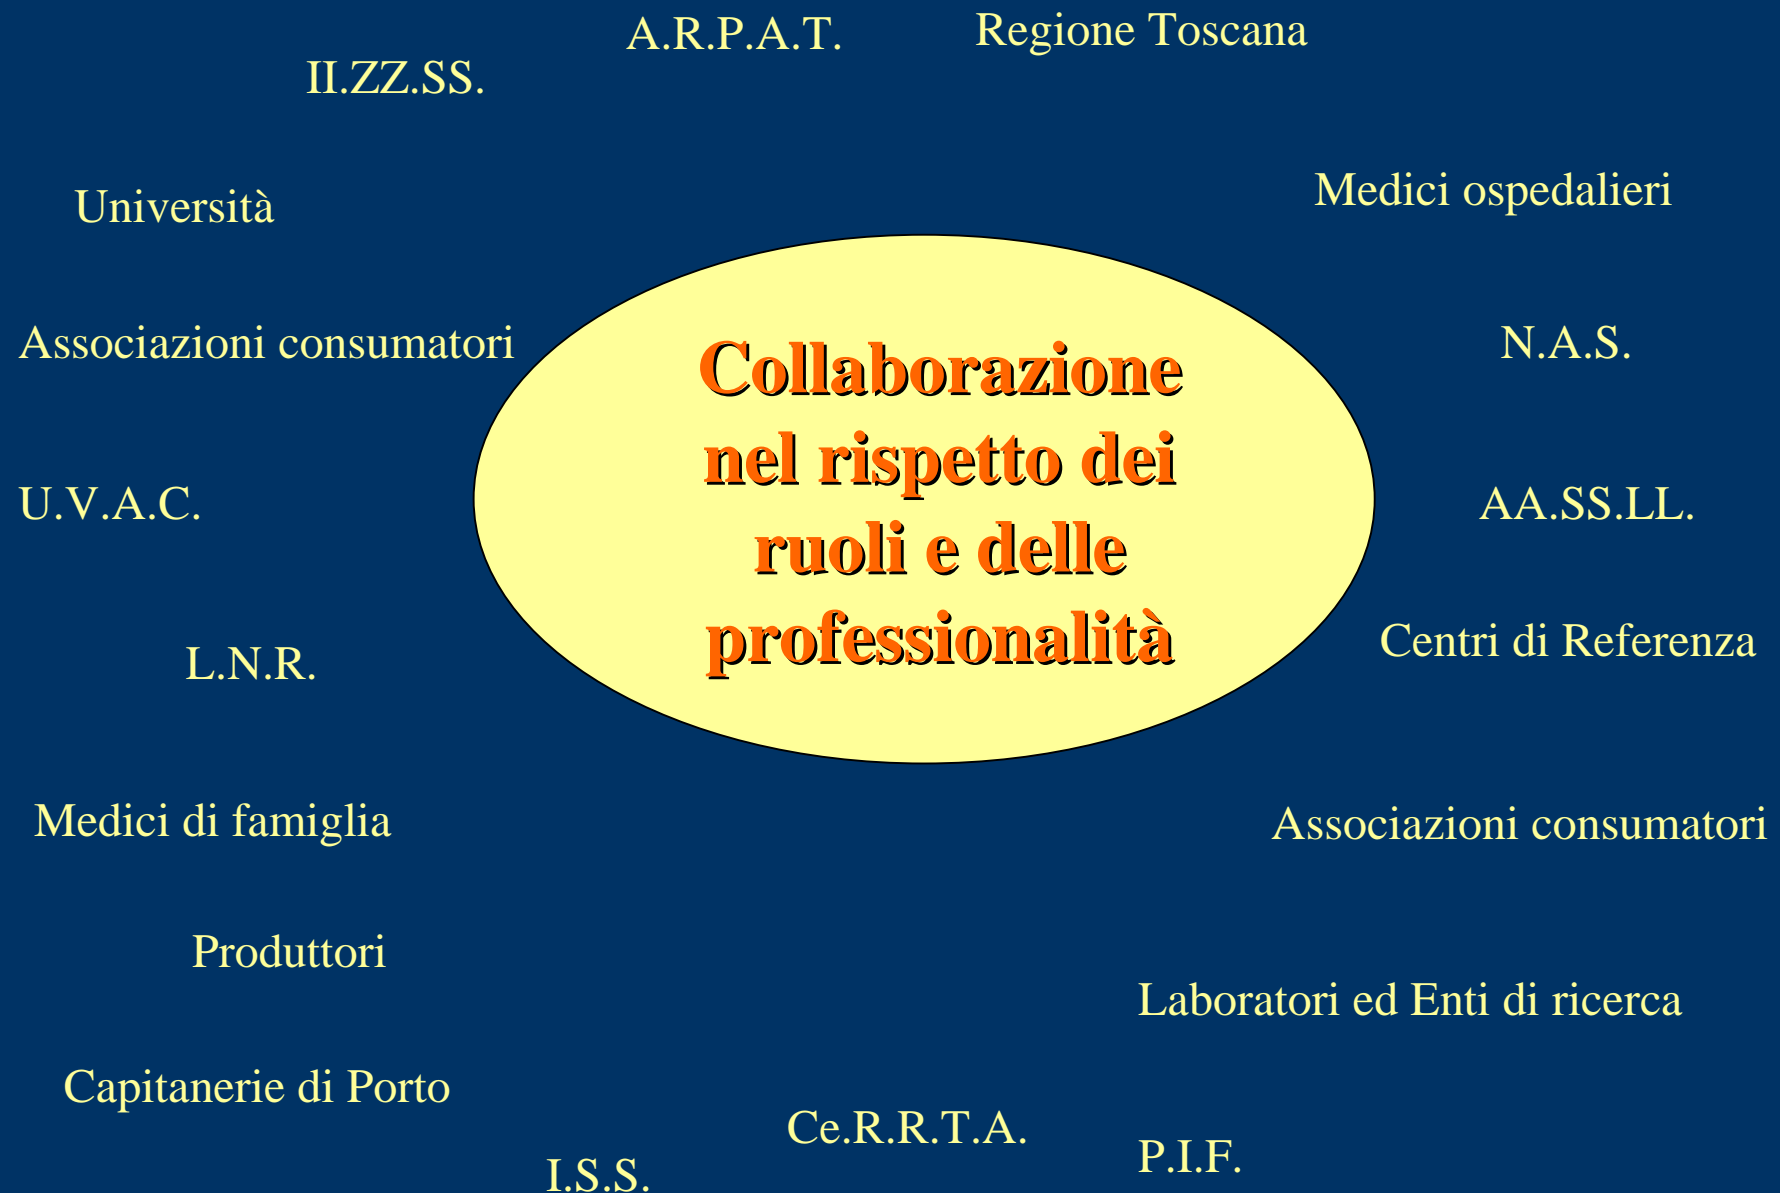 A.R.P.A.T.
Regione Toscana
II.ZZ.SS.
Università
Medici ospedalieri
Associazioni consumatori
N.A.S.
Collaborazione
nel rispetto dei
ruoli e delle
professionalità
U.V.A.C.
AA.SS.LL.
L.N.R.
Centri di Referenza
Medici di famiglia
Associazioni consumatori
Produttori
Laboratori ed Enti di ricerca
Capitanerie di Porto
Ce.R.R.T.A.
P.I.F.
I.S.S.